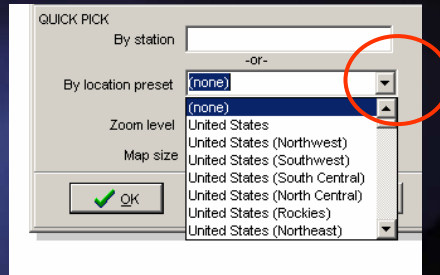 QUICK PICK
By station
-or-
By location preset (none)
(none)
Zoom level United States
United States (Northwest)
Map size United States (Southwest)
United States (South Central)
OK United States (North Central)
United States (Rockies)
United States (Northeast)